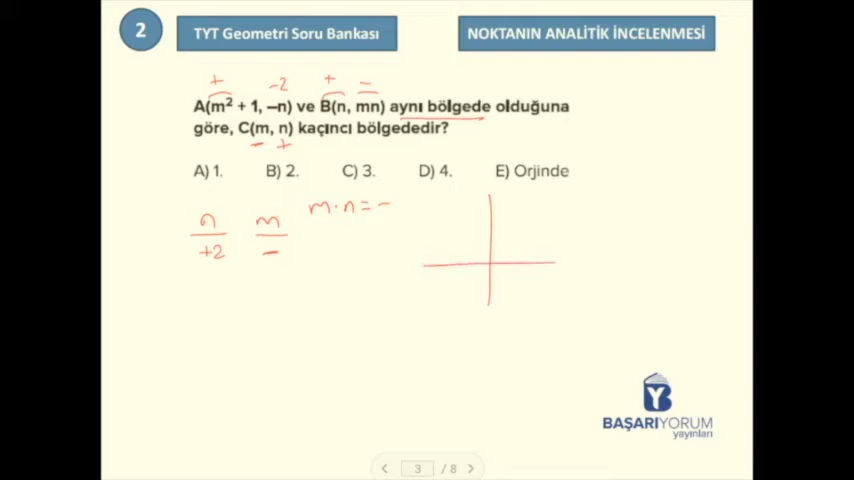 2
TYT Geometri Soru Bankası
NOKTANIN ANALİTİK İNCELENMESİ
+ -2 + -
A(m² + 1, –n) ve B(n, mn) aynı bölgede olduğuna
göre, C(m, n) kaçıncı bölgededir?
- +
A) 1. B) 2. C) 3. D) 4. E) Orjinde
n m m·n=-
+2 -
BAŞARIYORUM
yayınları
3 / 8